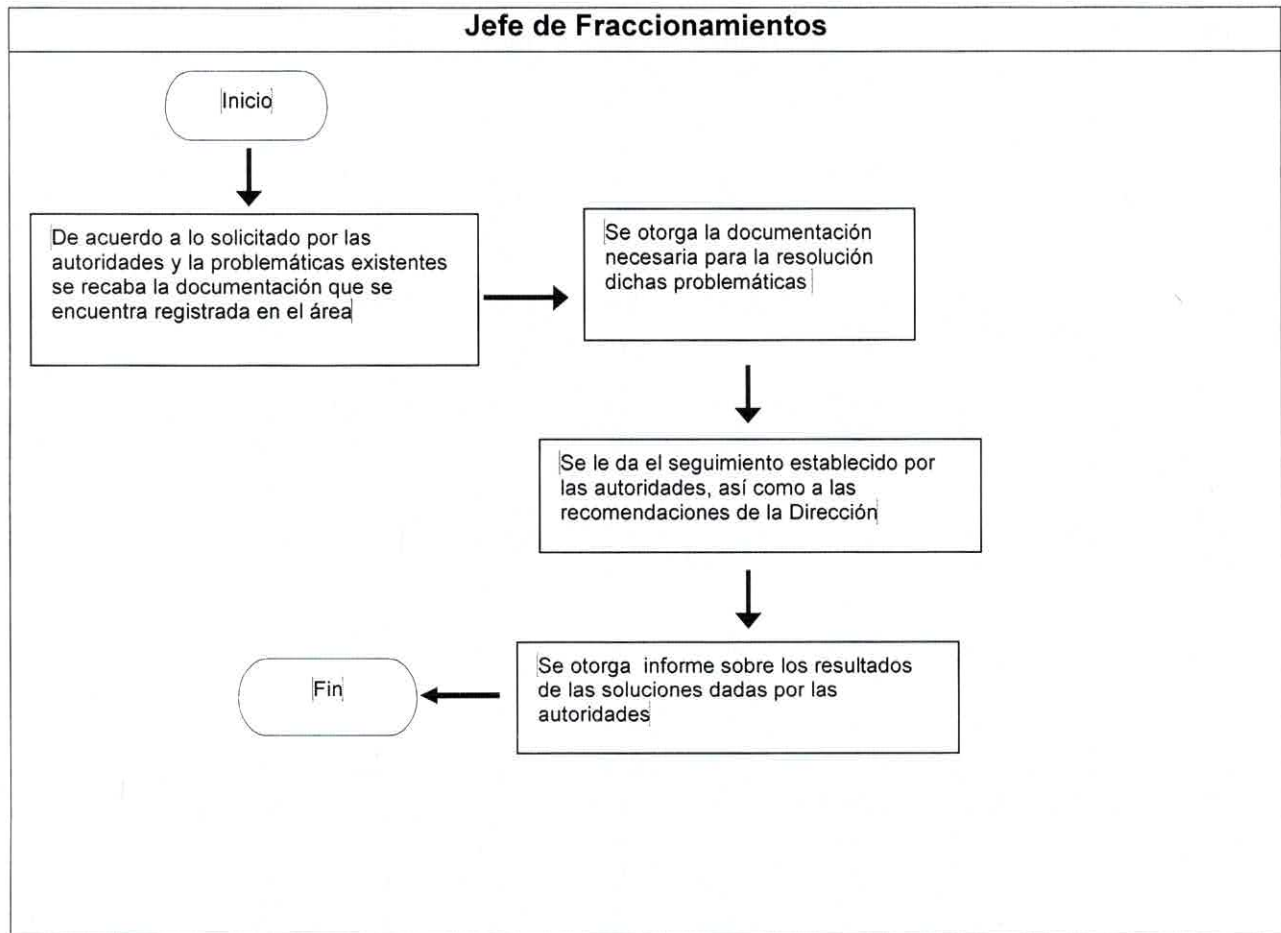 Jefe de Fraccionamientos
Inicio
De acuerdo a lo solicitado por las
autoridades y la problemáticas existentes
se recaba la documentación que se
encuentra registrada en el área
Se otorga la documentación
necesaria para la resolución
dichas problemáticas
Se le da el seguimiento establecido por
las autoridades, así como a las
recomendaciones de la Dirección
Se otorga informe sobre los resultados
de las soluciones dadas por las
autoridades
Fin